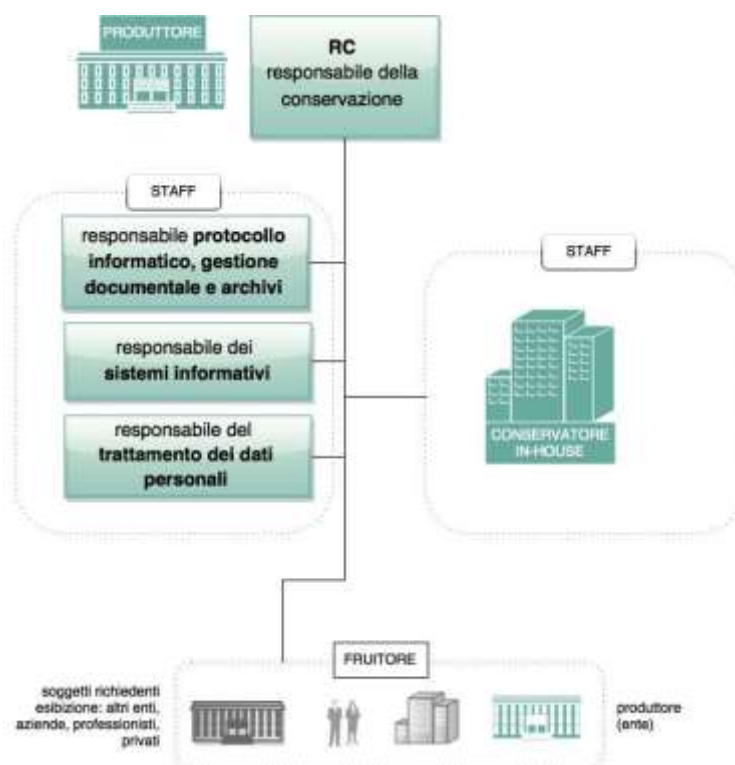 PRODUTTORE
RC
responsabile della
conservazione
STAFF
responsabile protocollo
informatico, gestione
documentale e archivi
responsabile dei
sistemi informativi
responsabile del
trattamento dei dati
personali
STAFF
CONSERVATORE
IN-HOUSE
FRUITORE
soggetti richiedenti
esibizione: altri enti,
aziende, professionisti,
privati
produttore
(ente)